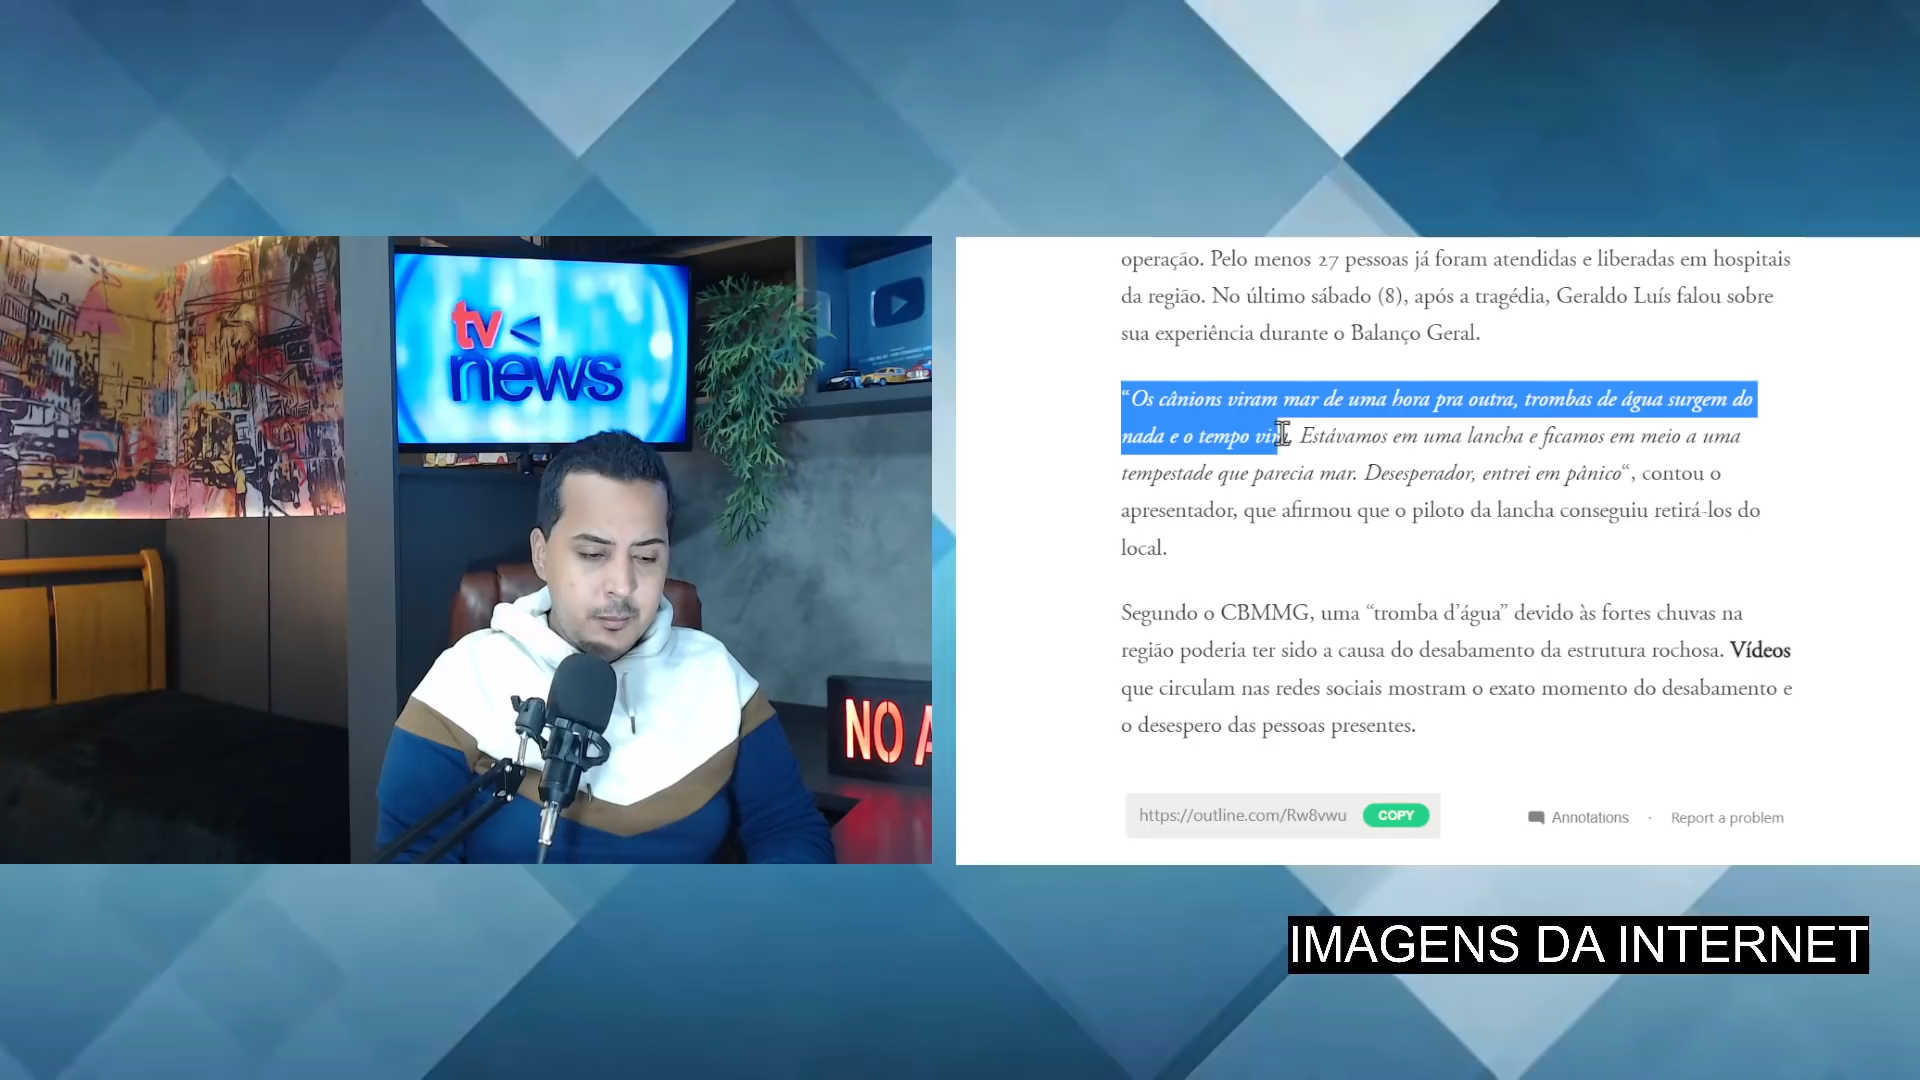 tv
news
NO A
operação. Pelo menos 27 pessoas já foram atendidas e liberadas em hospitais
da região. No último sábado (8), após a tragédia, Geraldo Luís falou sobre
sua experiência durante o Balanço Geral.
“Os cânions viram mar de uma hora pra outra, trombas de água surgem do
nada e o tempo vira. Estávamos em uma lancha e ficamos em meio a uma
tempestade que parecia mar. Desesperador, entrei em pânico“, contou o
apresentador, que afirmou que o piloto da lancha conseguiu retirá-los do
local.
Segundo o CBMMG, uma “tromba d’água” devido às fortes chuvas na
região poderia ter sido a causa do desabamento da estrutura rochosa. Vídeos
que circulam nas redes sociais mostram o exato momento do desabamento e
o desespero das pessoas presentes.
https://outline.com/Rw8vwu COPY Annotations · Report a problem
IMAGENS DA INTERNET